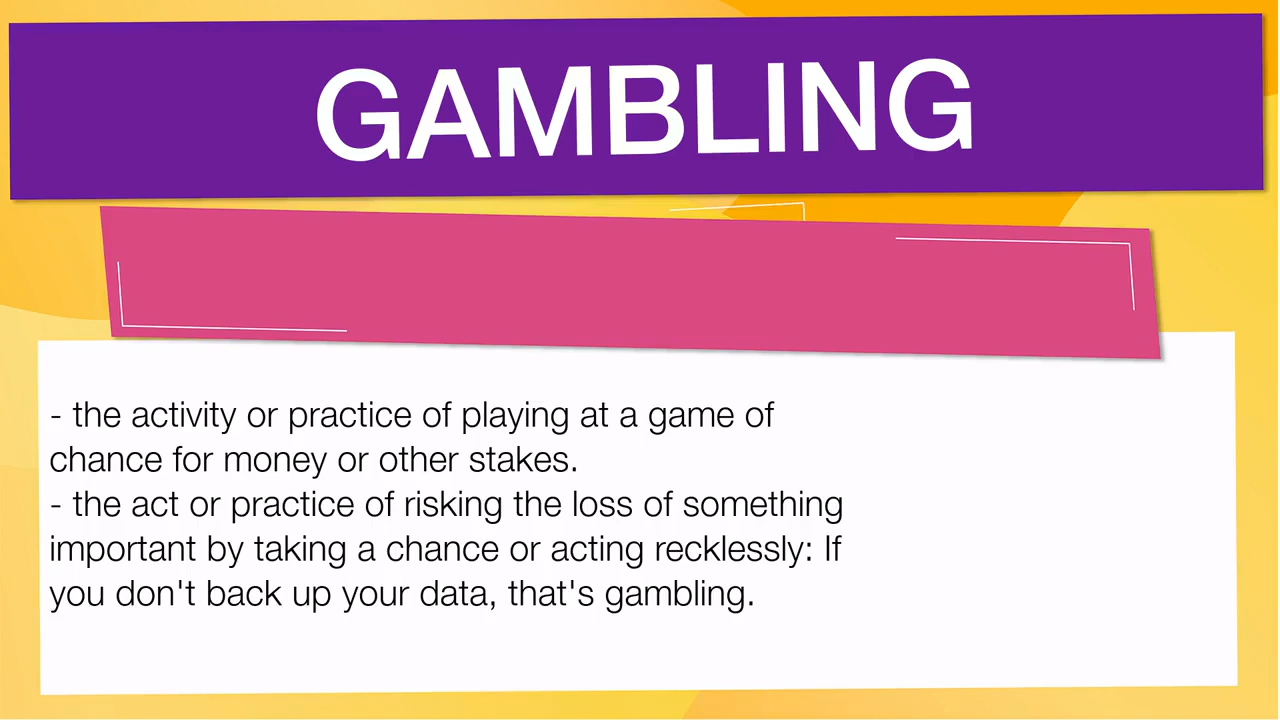 GAMBLING
- the activity or practice of playing at a game of
chance for money or other stakes.
- the act or practice of risking the loss of something
important by taking a chance or acting recklessly: If
you don't back up your data, that's gambling.